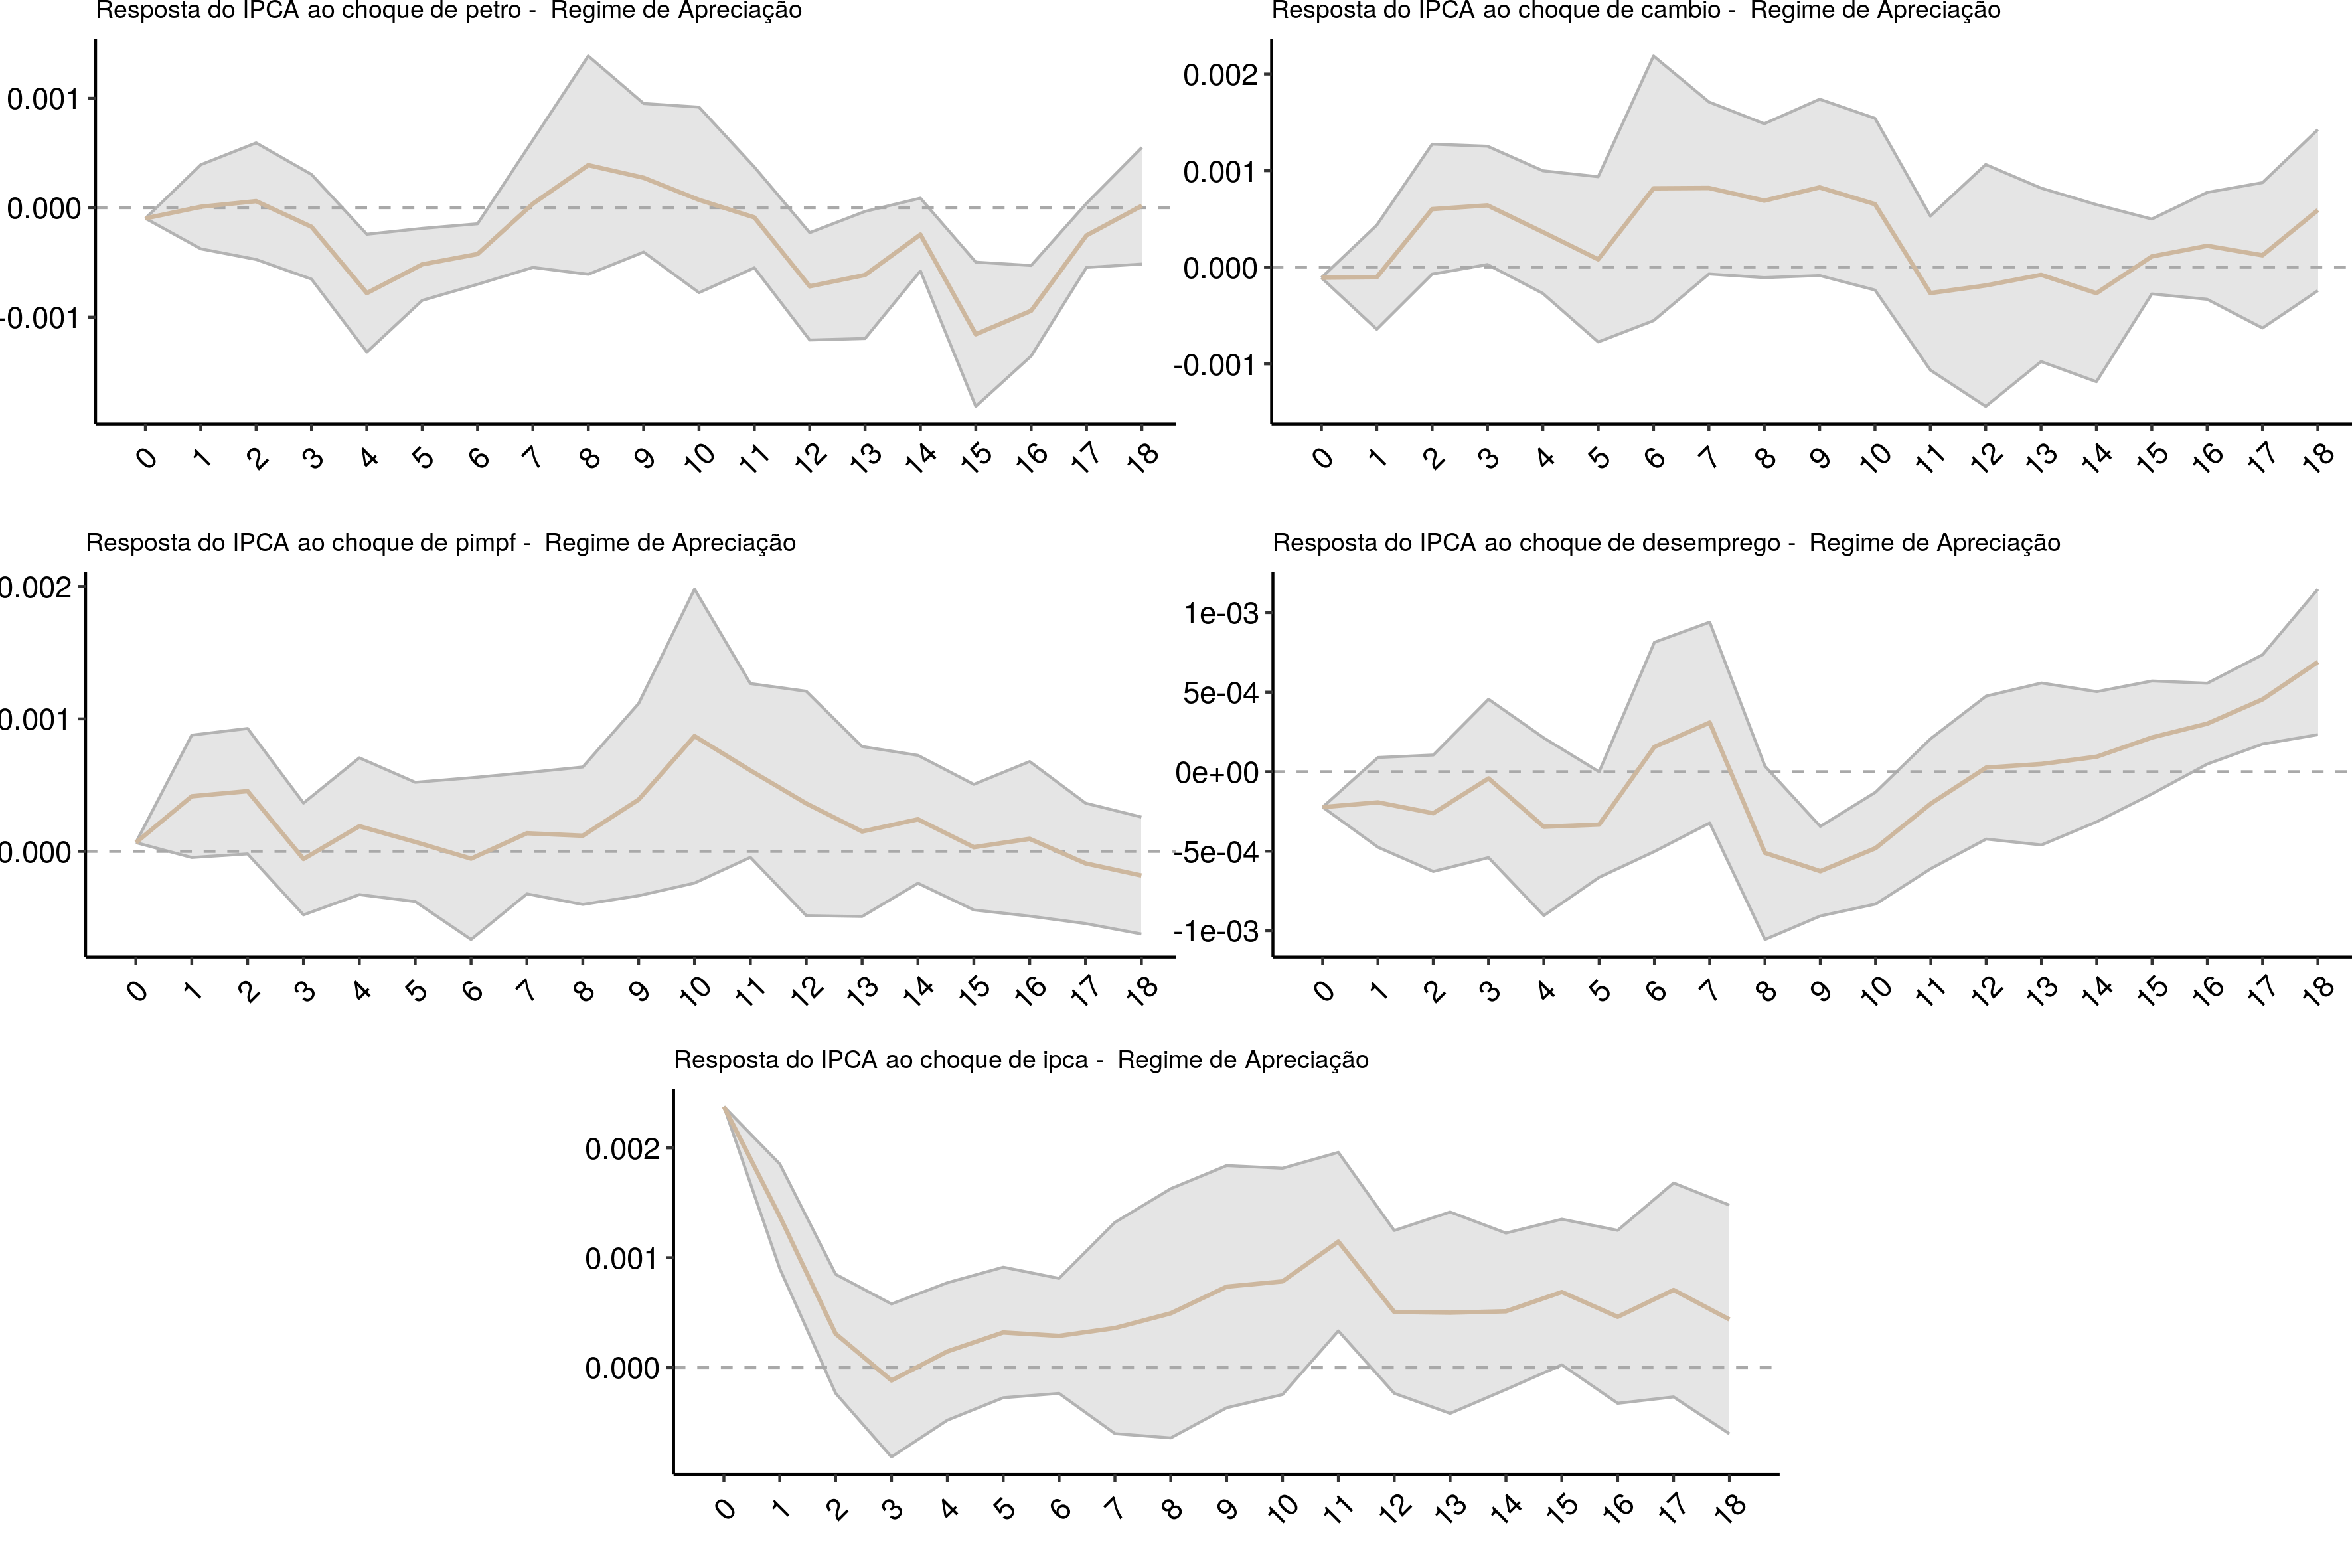 Resposta do IPCA ao choque de petro - Regime de Apreciação
0.001
0.000
-0.001
0 1 2 3 4 5 6 7 8 9 10 11 12 13 14 15 16 17 18
Resposta do IPCA ao choque de cambio - Regime de Apreciação
0.002
0.001
0.000
-0.001
0 1 2 3 4 5 6 7 8 9 10 11 12 13 14 15 16 17 18
Resposta do IPCA ao choque de pimpf - Regime de Apreciação
0.002
0.001
0.000
0 1 2 3 4 5 6 7 8 9 10 11 12 13 14 15 16 17 18
Resposta do IPCA ao choque de desemprego - Regime de Apreciação
1e-03
5e-04
0e+00
-5e-04
-1e-03
0 1 2 3 4 5 6 7 8 9 10 11 12 13 14 15 16 17 18
Resposta do IPCA ao choque de ipca - Regime de Apreciação
0.002
0.001
0.000
0 1 2 3 4 5 6 7 8 9 10 11 12 13 14 15 16 17 18